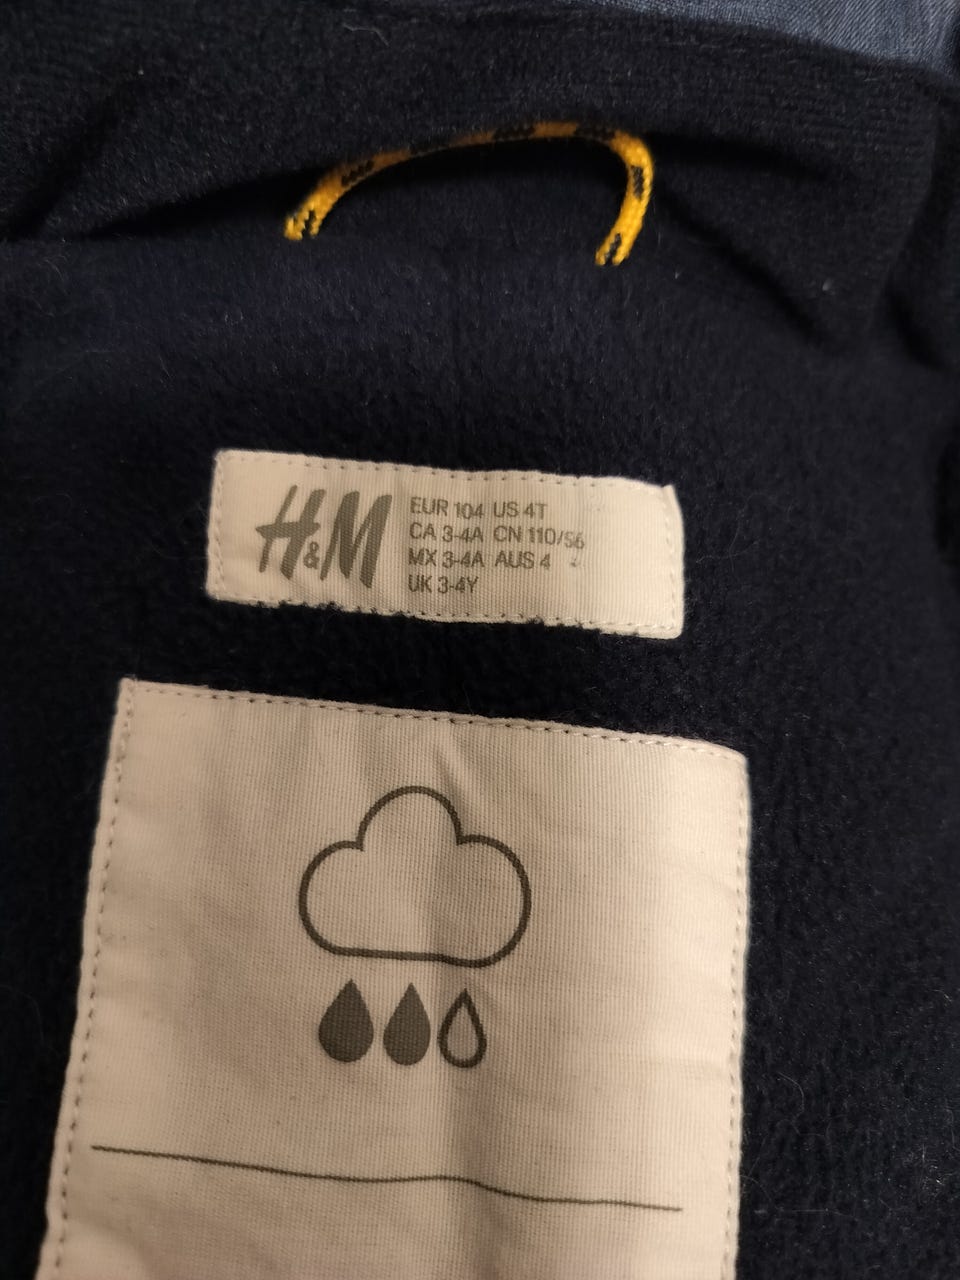 H&M
EUR 104 US 4T
CA 3-4A CN 110/56
MX 3-4A AUS 4
UK 3-4Y